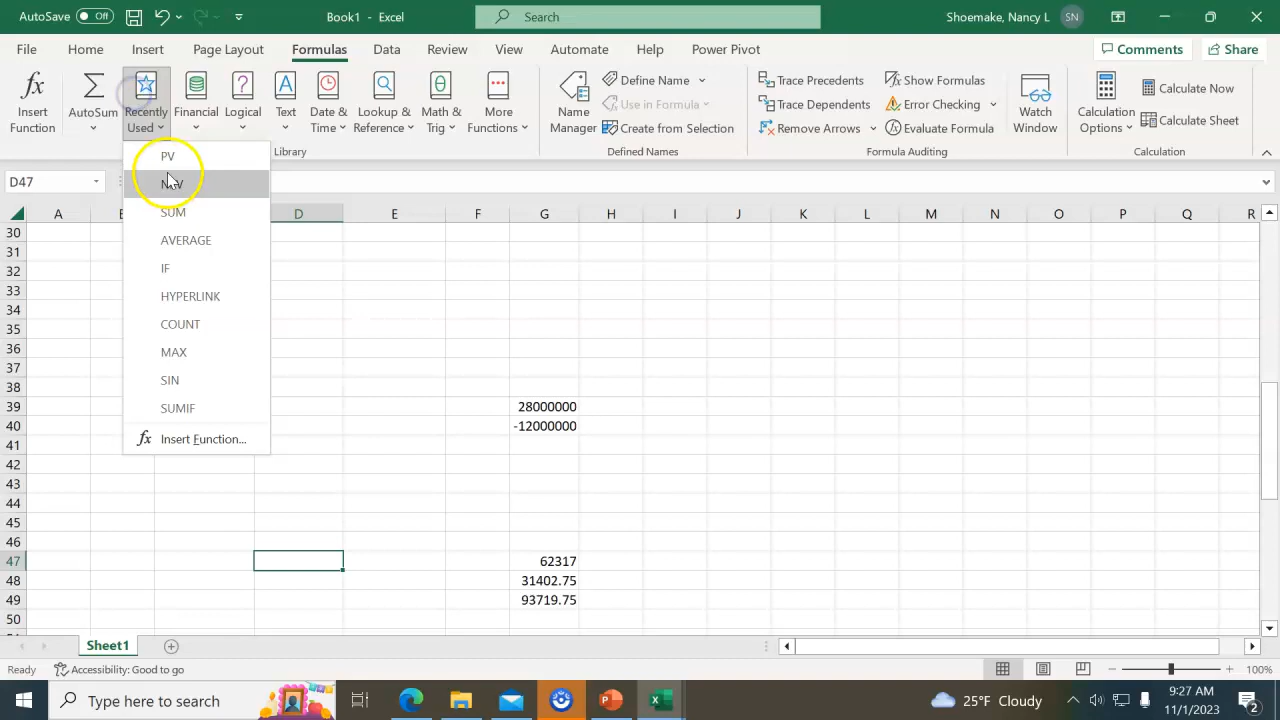 AutoSave Off Book1 - Excel Search Shoemake, Nancy L SN
File Home Insert Page Layout Formulas Data Review View Automate Help Power Pivot Comments Share
fx Insert Function
AutoSum
Recently Used
Financial
Logical
Text
Date & Time
Lookup & Reference
Math & Trig
More Functions
Library
Name Manager
Define Name
Use in Formula
Create from Selection
Defined Names
Trace Precedents
Trace Dependents
Remove Arrows
Show Formulas
Error Checking
Evaluate Formula
Formula Auditing
Watch Window
Calculation Options
Calculate Now
Calculate Sheet
Calculation
D47
PV
SUM
AVERAGE
IF
HYPERLINK
COUNT
MAX
SIN
SUMIF
fx Insert Function...
A D E F G H I J K L M N O P Q R
30
31
32
33
34
35
36
37
38
39 28000000
40 -12000000
41
42
43
44
45
46
47 62317
48 31402.75
49 93719.75
50
Sheet1
Ready Accessibility: Good to go 100%
Type here to search 25°F Cloudy 9:27 AM
11/1/2023 2